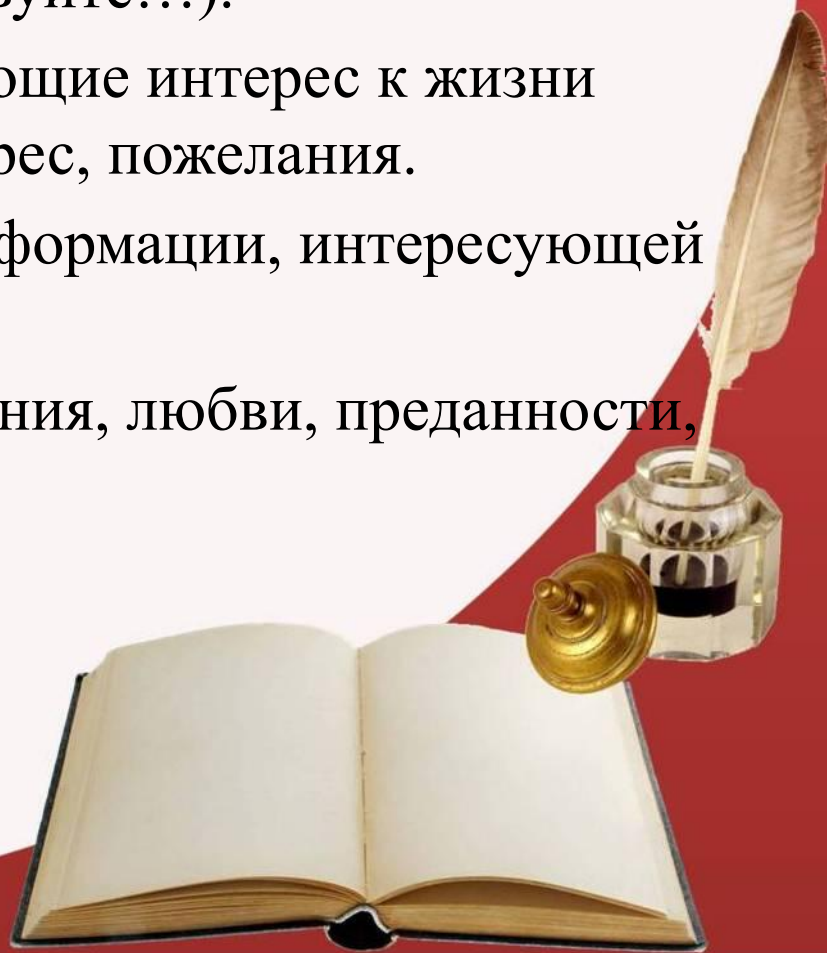 ющие интерес к жизни
рес, пожелания.
формации, интересующей
ния, любви, преданности,